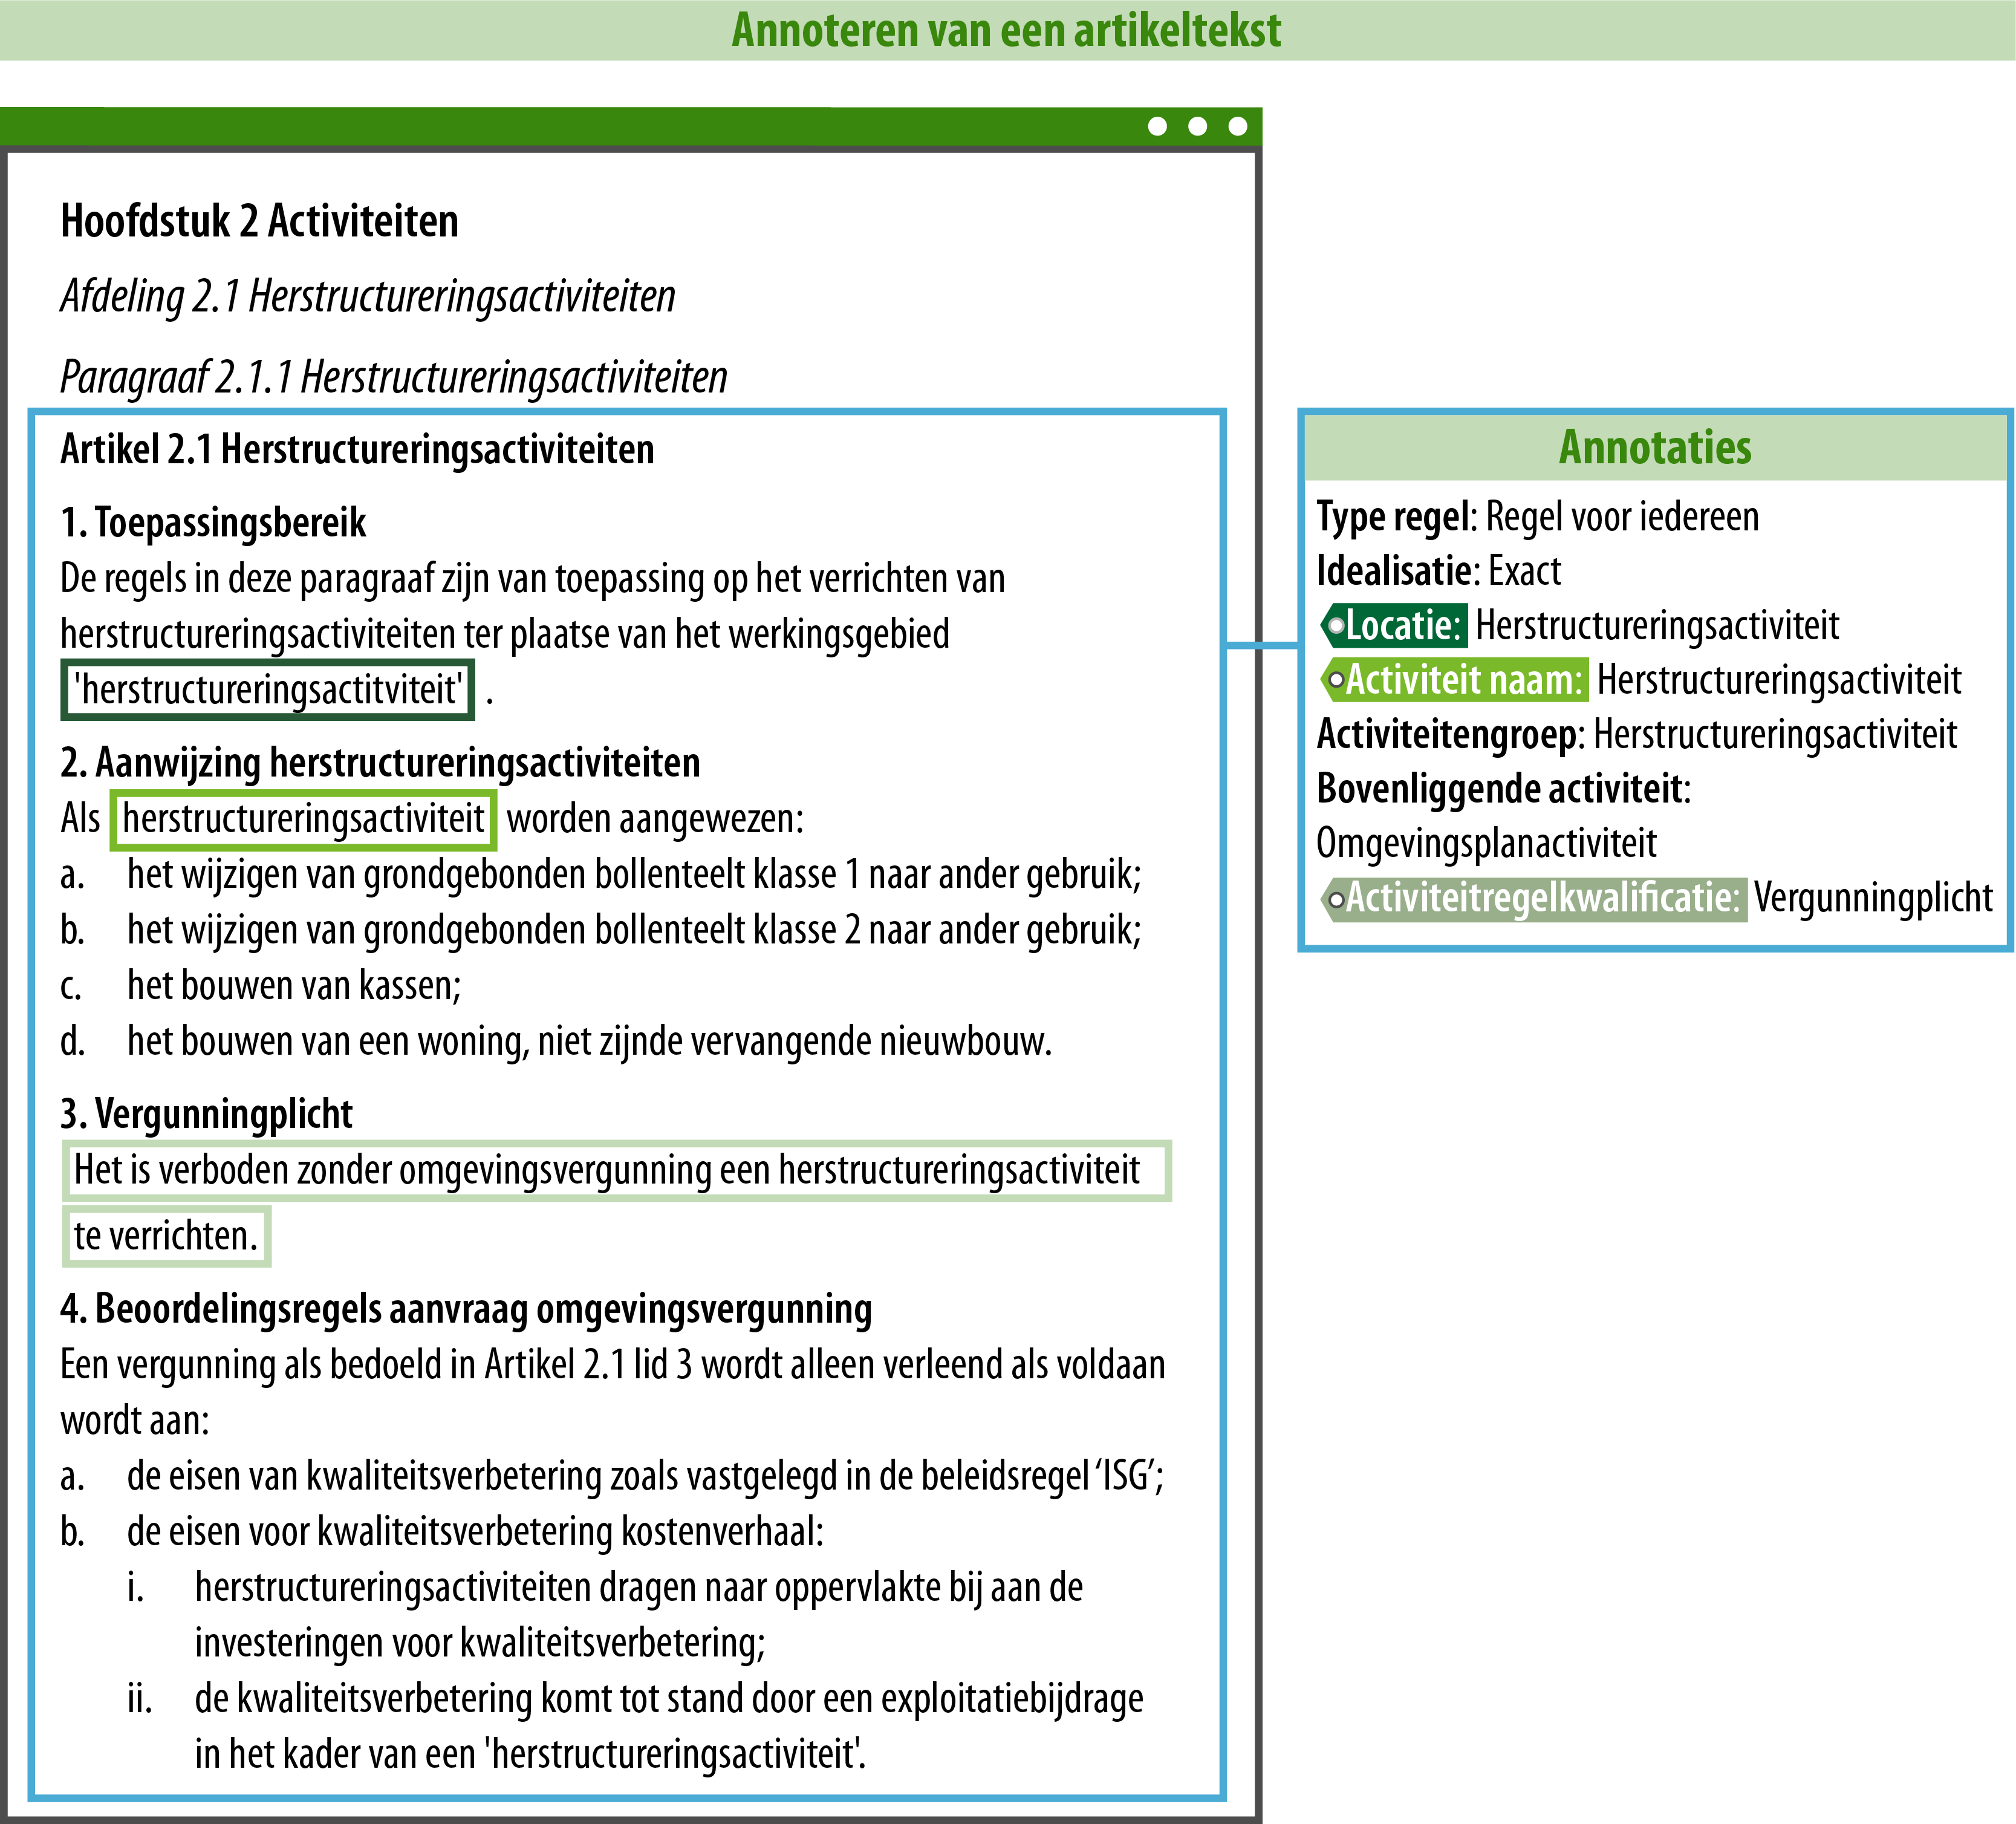 Annoteren van een artikeltekst
Hoofdstuk 2 Activiteiten
Afdeling 2.1 Herstructureringsactiviteiten
Paragraaf 2.1.1 Herstructureringsactiviteiten
Artikel 2.1 Herstructureringsactiviteiten
1. Toepassingsbereik
De regels in deze paragraaf zijn van toepassing op het verrichten van
herstructureringsactiviteiten ter plaatse van het werkingsgebied
'herstructureringsactitviteit' .
2. Aanwijzing herstructureringsactiviteiten
Als herstructureringsactiviteit worden aangewezen:
a. het wijzigen van grondgebonden bollenteelt klasse 1 naar ander gebruik;
b. het wijzigen van grondgebonden bollenteelt klasse 2 naar ander gebruik;
c. het bouwen van kassen;
d. het bouwen van een woning, niet zijnde vervangende nieuwbouw.
3. Vergunningplicht
Het is verboden zonder omgevingsvergunning een herstructureringsactiviteit
te verrichten.
4. Beoordelingsregels aanvraag omgevingsvergunning
Een vergunning als bedoeld in Artikel 2.1 lid 3 wordt alleen verleend als voldaan
wordt aan:
a. de eisen van kwaliteitsverbetering zoals vastgelegd in de beleidsregel ‘ISG’;
b. de eisen voor kwaliteitsverbetering kostenverhaal:
i. herstructureringsactiviteiten dragen naar oppervlakte bij aan de
investeringen voor kwaliteitsverbetering;
ii. de kwaliteitsverbetering komt tot stand door een exploitatiebijdrage
in het kader van een 'herstructureringsactiviteit'.
Annotaties
Type regel: Regel voor iedereen
Idealisatie: Exact
Locatie: Herstructureringsactiviteit
Activiteit naam: Herstructureringsactiviteit
Activiteitengroep: Herstructureringsactiviteit
Bovenliggende activiteit:
Omgevingsplanactiviteit
Activiteitregelkwalificatie: Vergunningplicht